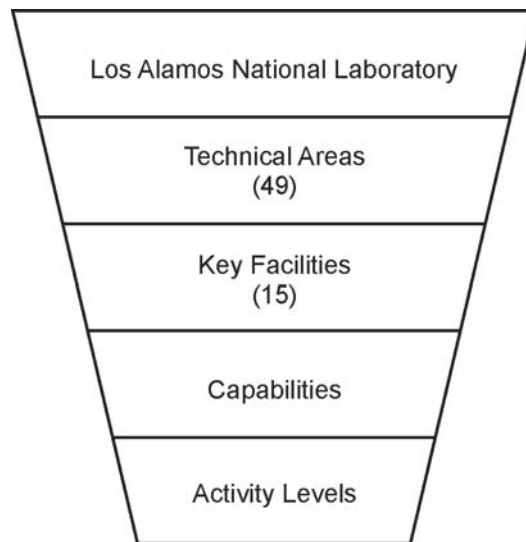 Los Alamos National Laboratory
Technical Areas
(49)
Key Facilities
(15)
Capabilities
Activity Levels